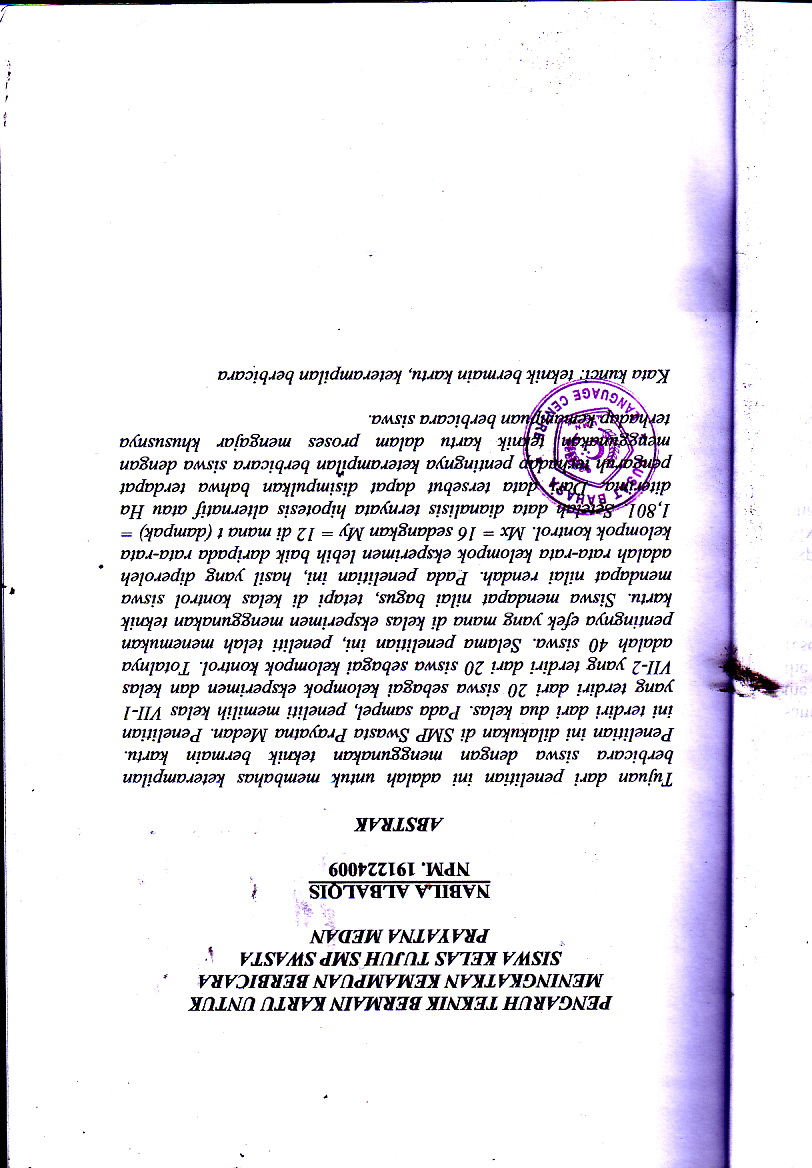 PENGARUH TEKNIK BERMAIN KARTU UNTUK
MENINGKATKAN KEMAMPUAN BERBICARA
SISWA KELAS TUJUH SMP SWASTA
PRAYATNA MEDAN
NABILA ALBALQIS
NPM. 191224009
ABSTRAK
Tujuan dari penelitian ini adalah untuk membahas keterampilan
berbicara siswa dengan menggunakan teknik bermain kartu.
Penelitian ini dilakukan di SMP Swasta Prayatna Medan. Penelitian
ini terdiri dari dua kelas. Pada sampel, peneliti memilih kelas VII-1
yang terdiri dari 20 siswa sebagai kelompok eksperimen dan kelas
VII-2 yang terdiri dari 20 siswa sebagai kelompok kontrol. Totalnya
adalah 40 siswa. Selama penelitian ini, peneliti telah menemukan
pentingnya efek yang mana di kelas eksperimen menggunakan teknik
kartu. Siswa mendapat nilai bagus, tetapi di kelas kontrol siswa
mendapat nilai rendah. Pada penelitian ini, hasil yang diperoleh
adalah rata-rata kelompok eksperimen lebih baik daripada rata-rata
kelompok kontrol. Mx = 16 sedangkan My = 12 di mana t (dampak) =
1,801 Setelah data dianalisis ternyata hipotesis alternatif atau Ha
diterima. Dari data tersebut dapat disimpulkan bahwa terdapat
pengaruh terhadap pentingnya keterampilan berbicara siswa dengan
menggunakan teknik kartu dalam proses mengajar khususnya
terhadap kemampuan berbicara siswa.
Kata kunci: teknik bermain kartu, keterampilan berbicara
PUSAT BAHASA
LANGUAGE CENTRE